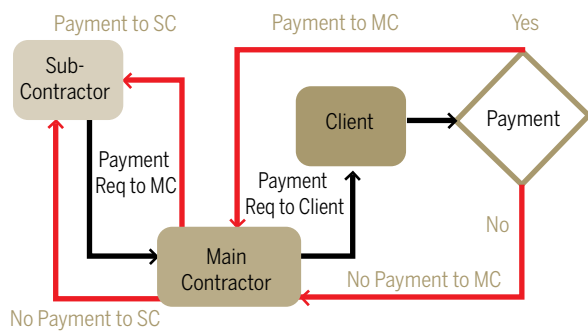 Payment to SC
Payment to MC
Yes
Sub-
Contractor
Client
Payment
Payment
Req to MC
Payment
Req to Client
No
Main
Contractor
No Payment to MC
No Payment to SC